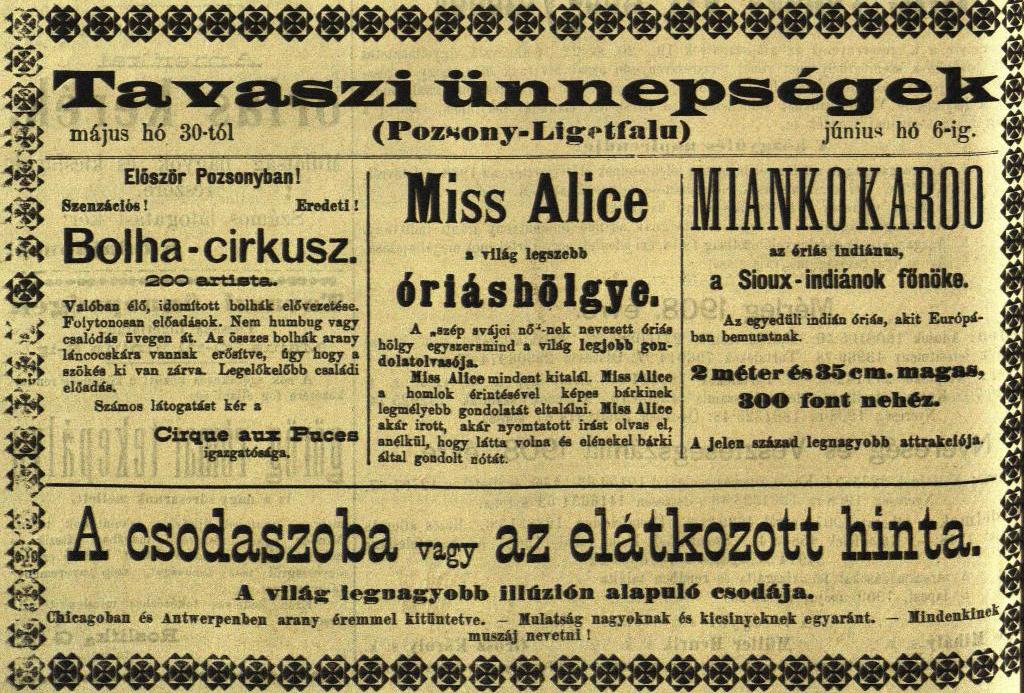 Tavaszi ünnepségek
május hó 30-tól
(Pozsony-Ligetfalu)
június hó 6-ig.
Először Pozsonyban!
Szenzációs! Eredeti!
Bolha-cirkusz.
200 artista.
Valóban élő, idomított bolhák elővezetése.
Folytonosan előadások. Nem humbug vagy
csalódás üvegen át. Az összes bolhák arany
láncocskára vannak erősítve, úgy hogy a
szökés ki van zárva. Legelőkelőbb családi
előadás.
Számos látogatást kér a
Cirque aux Puces
igazgatósága.
Miss Alice
a világ legszebb
óriáshölgye.
A „szép svájci nő"-nek nevezett óriás
hölgy egyszersmind a világ legjobb gon-
dolatolvasója.
Miss Alice mindent kitalál. Miss Alice
a homlok érintésével képes bárkinek
legmélyebb gondolatát eltalálni. Miss Alice
akár irott, akár nyomtatott irást olvas el,
anélkül, hogy látta volna és elénekel bárki
által gondolt nótát.
MIANKO KAROO
az óriás indiánus,
a Sioux-indiánok főnöke.
Az egyedüli indián óriás, akit Európá-
ban bemutatnak.
2 méter és 35 cm. magas,
300 font nehéz.
A jelen század legnagyobb attrakciója.
A csodaszoba vagy az elátkozott hinta.
A világ legnagyobb illúzión alapuló csodája.
Chicagoban és Antwerpenben arany éremmel kitüntetve. — Mulatság nagyoknak és kicsinyeknek egyaránt. — Mindenkinek
muszáj nevetni!